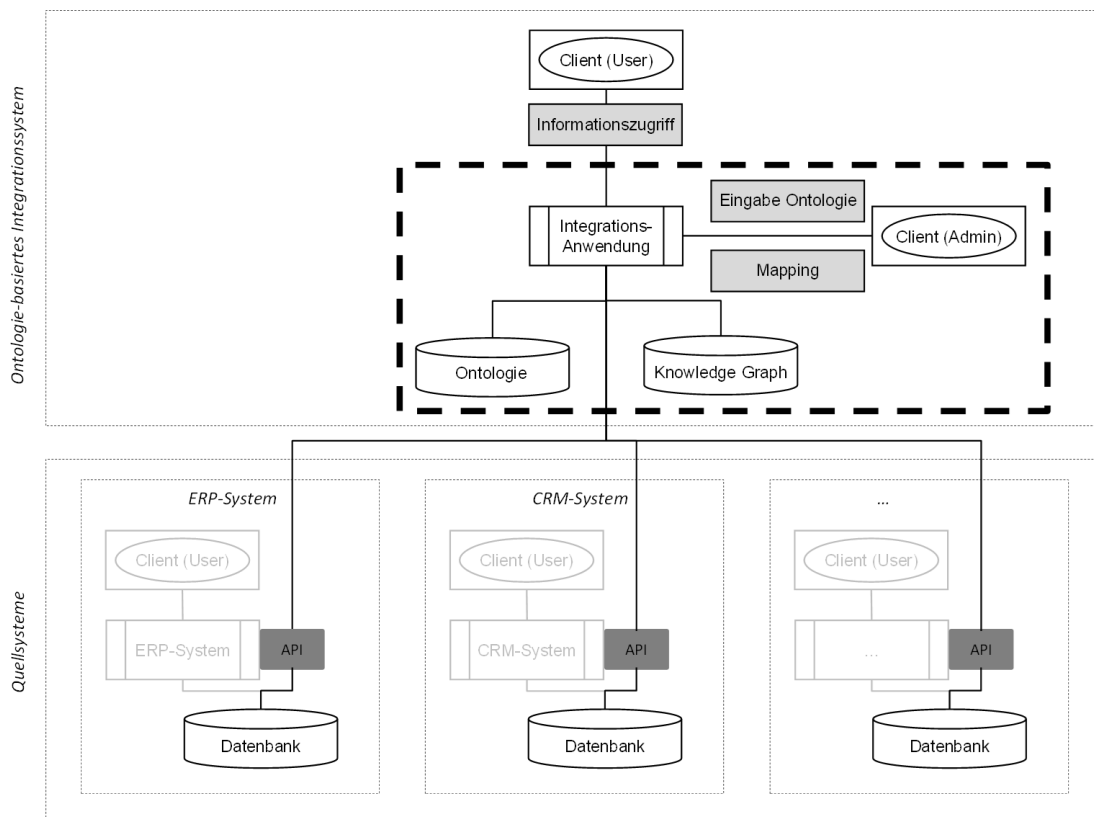 Ontologie-basiertes Integrationssystem
Client (User)
Informationszugriff
Eingabe Ontologie
Integrations-
Anwendung
Client (Admin)
Mapping
Ontologie
Knowledge Graph
Quellsysteme
ERP-System
Client (User)
ERP-System
API
Datenbank
CRM-System
Client (User)
CRM-System
API
Datenbank
...
Client (User)
...
API
Datenbank